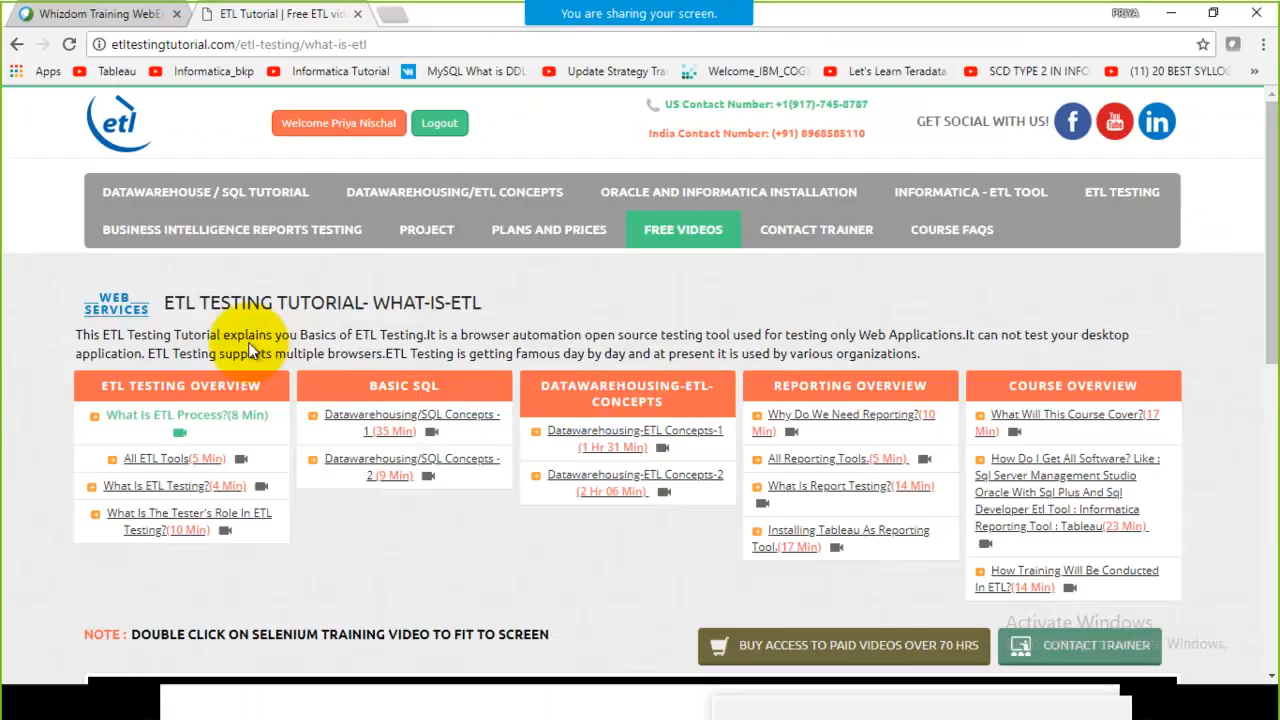 Whizdom Training WebE
ETL Tutorial | Free ETL vi
You are sharing your screen.
PRIYA
etltestingtutorial.com/etl-testing/what-is-etl
Apps Tableau Informatica_bkp Informatica Tutorial MySQL What is DDL Update Strategy Tra Welcome_IBM_COG Let's Learn Teradata SCD TYPE 2 IN INFO (11) 20 BEST SYLLOG »
etl
Welcome Priya Nischal
Logout
US Contact Number: +1(917)-745-8787
India Contact Number: (+91) 8968585110
GET SOCIAL WITH US!
f You Tube in
DATAWAREHOUSE / SQL TUTORIAL DATAWAREHOUSING/ETL CONCEPTS ORACLE AND INFORMATICA INSTALLATION INFORMATICA - ETL TOOL ETL TESTING
BUSINESS INTELLIGENCE REPORTS TESTING PROJECT PLANS AND PRICES FREE VIDEOS CONTACT TRAINER COURSE FAQS
WEB
SERVICES
ETL TESTING TUTORIAL- WHAT-IS-ETL
This ETL Testing Tutorial explains you Basics of ETL Testing.It is a browser automation open source testing tool used for testing only Web Applications.It can not test your desktop
application. ETL Testing supports multiple browsers.ETL Testing is getting famous day by day and at present it is used by various organizations.
ETL TESTING OVERVIEW
What Is ETL Process?(8 Min)
All ETL Tools(5 Min)
What Is ETL Testing?(4 Min)
What Is The Tester's Role In ETL
Testing?(10 Min)
BASIC SQL
Datawarehousing/SQL Concepts -
1 (35 Min)
Datawarehousing/SQL Concepts -
2 (9 Min)
DATAWAREHOUSING-ETL-
CONCEPTS
Datawarehousing-ETL Concepts-1
(1 Hr 31 Min)
Datawarehousing-ETL Concepts-2
(2 Hr 06 Min)
REPORTING OVERVIEW
Why Do We Need Reporting?(10
Min)
All Reporting Tools.(5 Min)
What Is Report Testing?(14 Min)
Installing Tableau As Reporting
Tool.(17 Min)
COURSE OVERVIEW
What Will This Course Cover?(17
Min)
How Do I Get All Software? Like :
Sql Server Management Studio
Oracle With Sql Plus And Sql
Developer Etl Tool : Informatica
Reporting Tool : Tableau(23 Min)
How Training Will Be Conducted
In ETL?(14 Min)
NOTE : DOUBLE CLICK ON SELENIUM TRAINING VIDEO TO FIT TO SCREEN
BUY ACCESS TO PAID VIDEOS OVER 70 HRS
CONTACT TRAINER
Activate Windows
Windows.